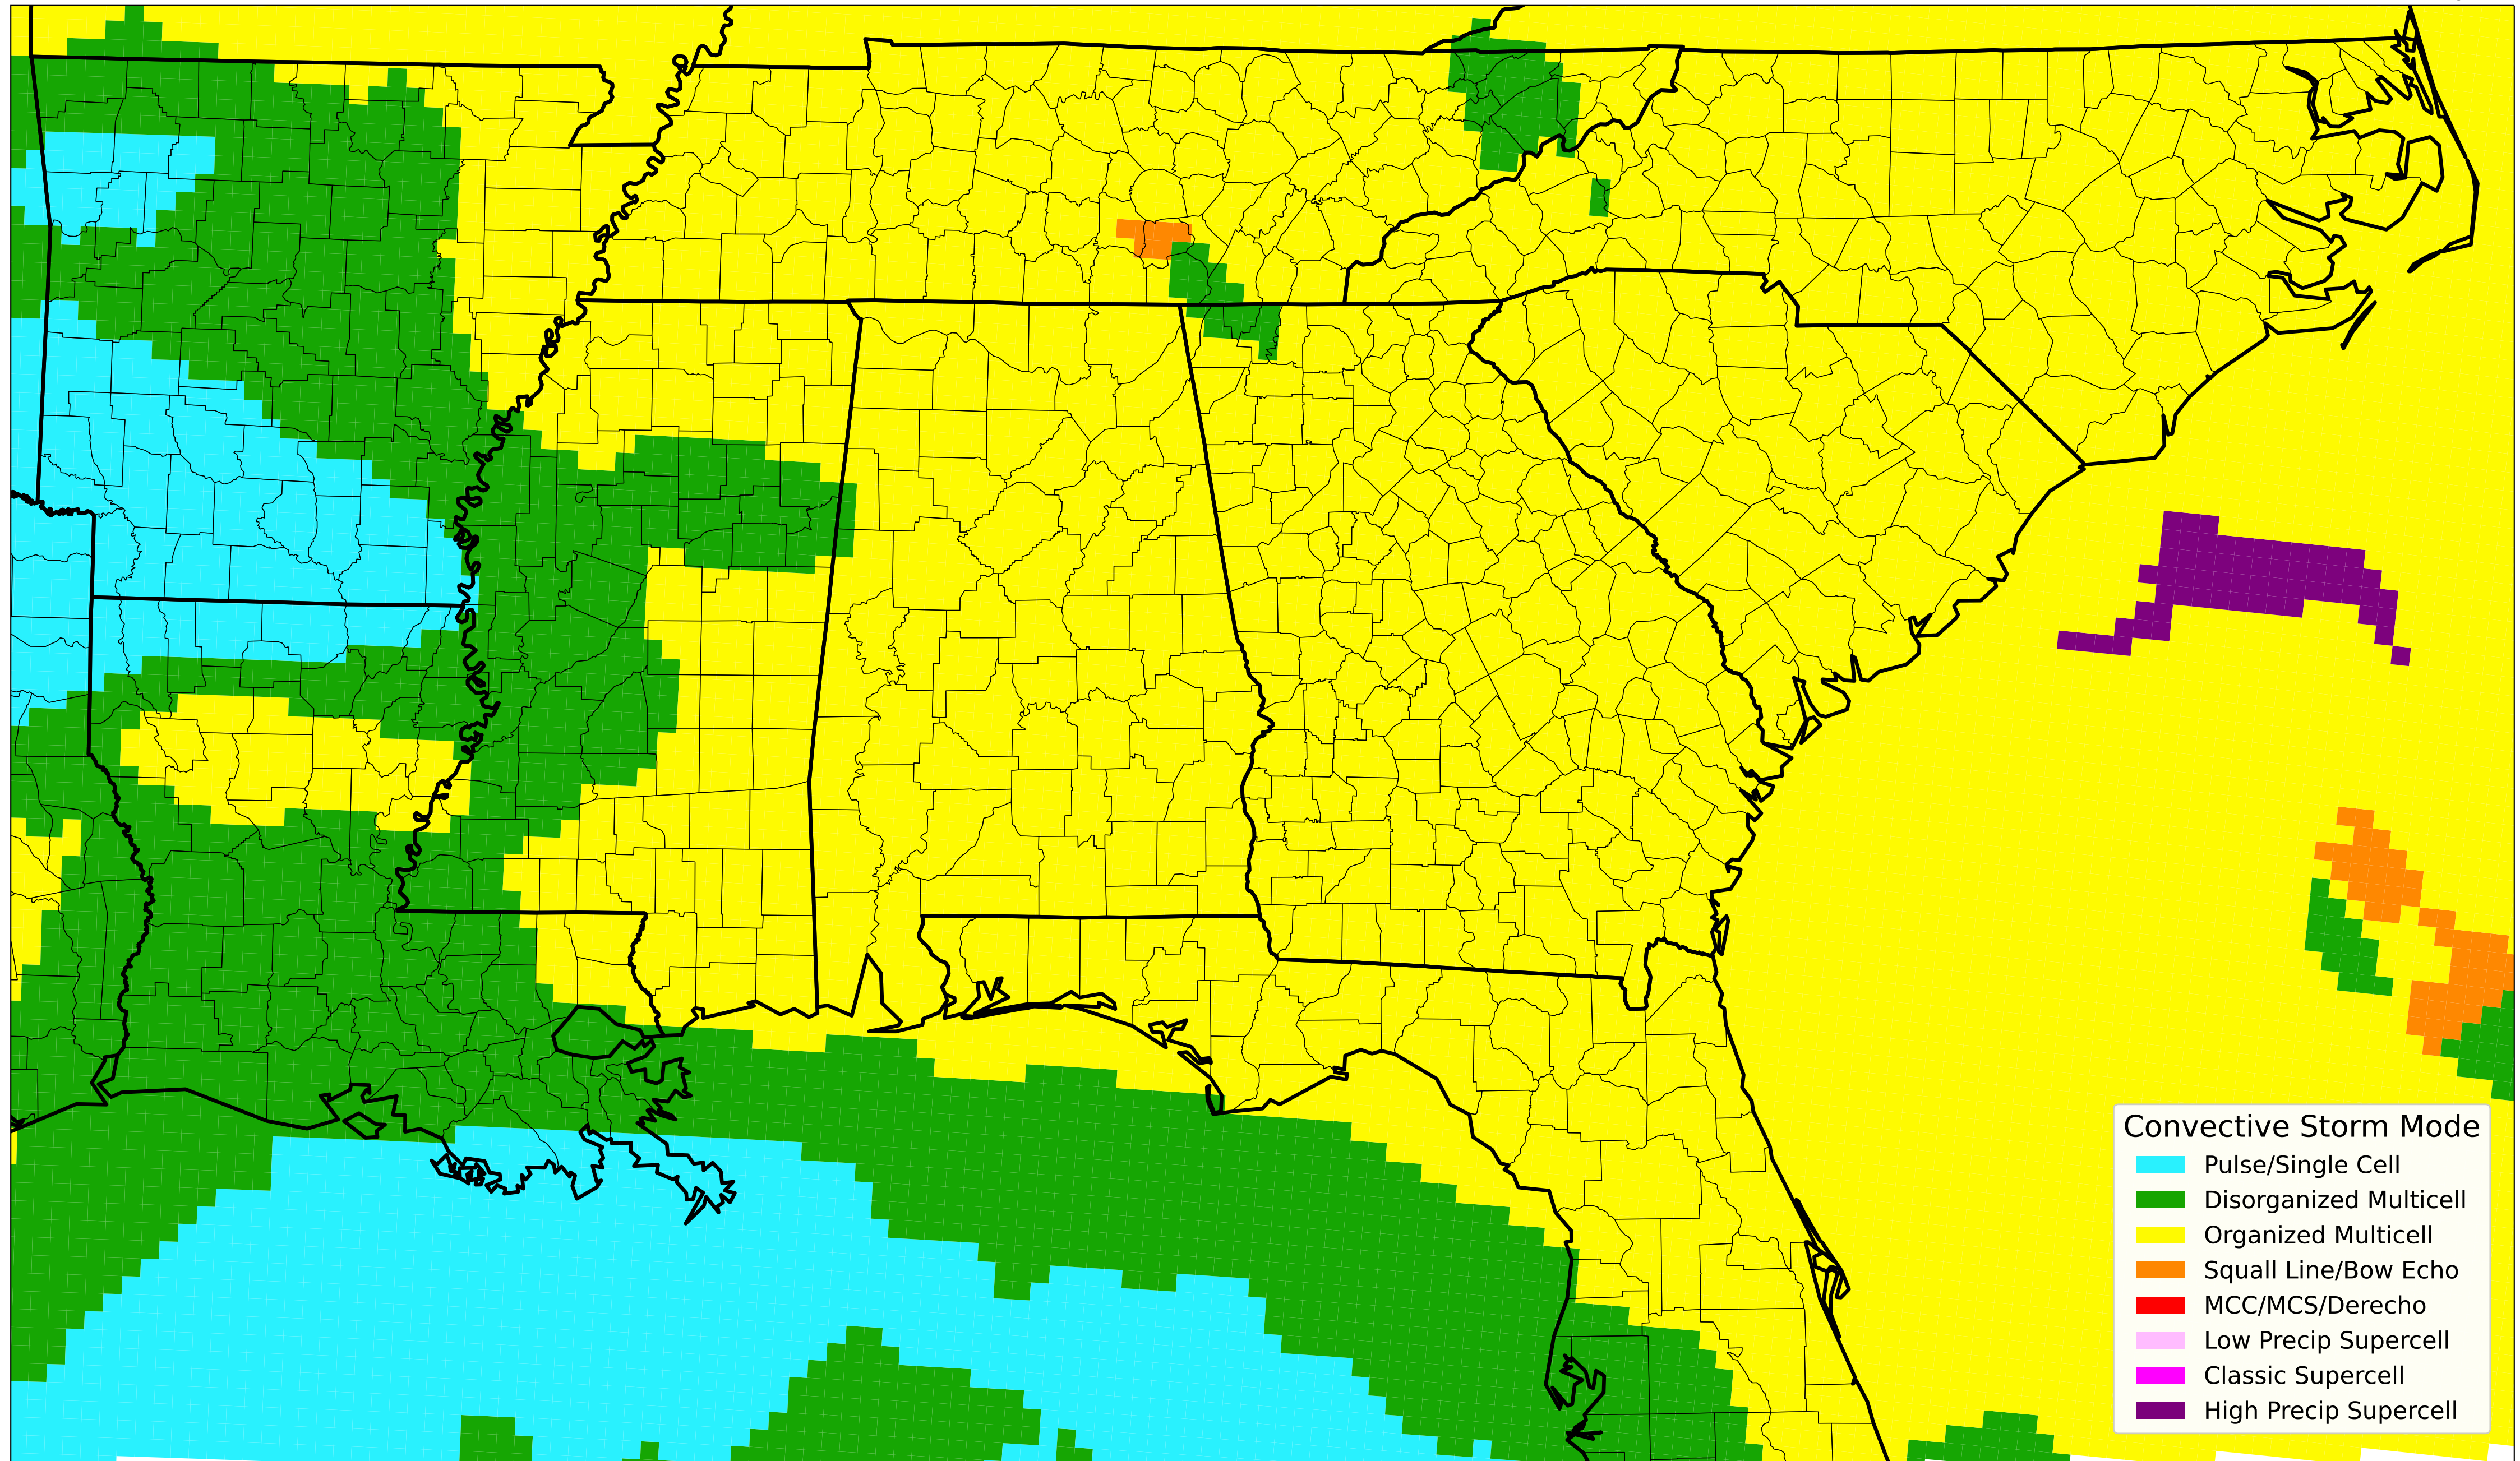 Convective Storm Mode
Pulse/Single Cell
Disorganized Multicell
Organized Multicell
Squall Line/Bow Echo
MCC/MCS/Derecho
Low Precip Supercell
Classic Supercell
High Precip Supercell